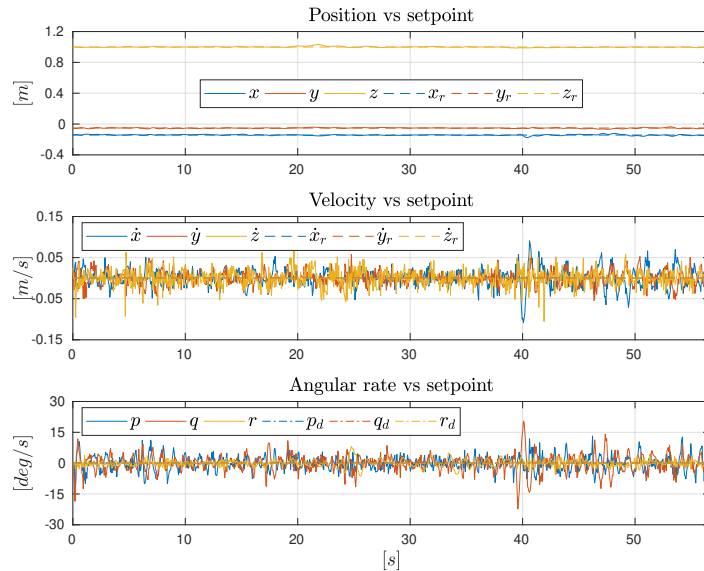 Position vs setpoint
1.2
0.8
0.4
0
-0.4
[m]
x y z x_r y_r z_r
0 10 20 30 40 50
Velocity vs setpoint
0.15
0.05
-0.05
-0.15
[m/s]
ẋ ẏ ż ẋ_r ẏ_r ż_r
0 10 20 30 40 50
Angular rate vs setpoint
30
15
0
-15
-30
[deg/s]
p q r p_d q_d r_d
0 10 20 30 40 50
[s]